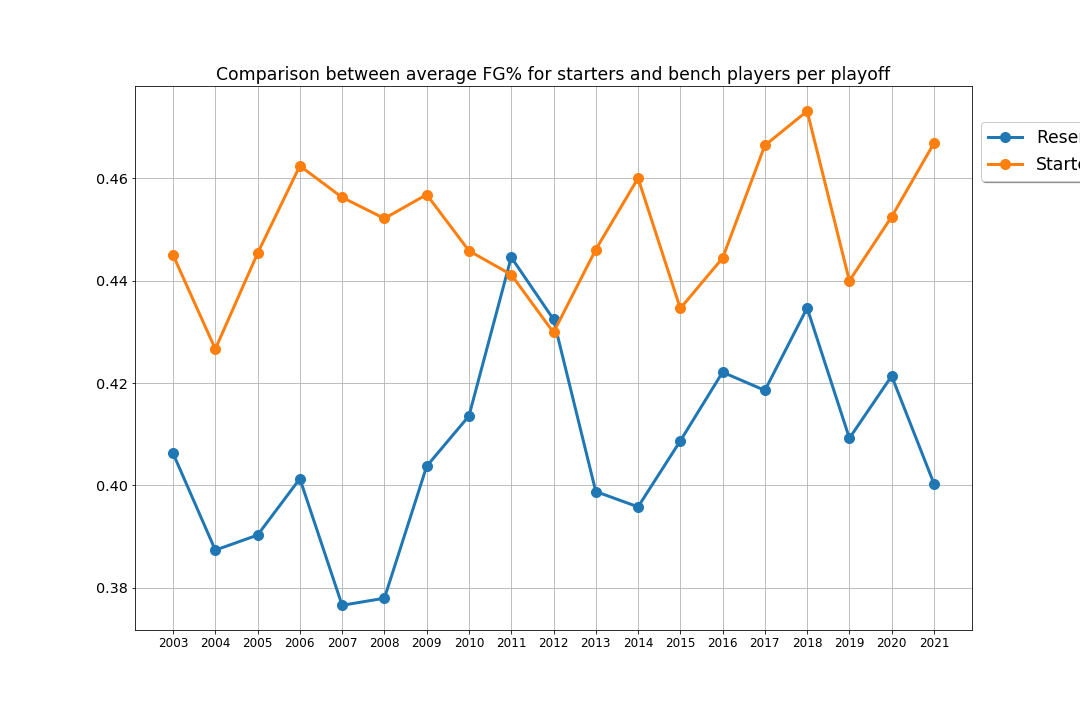 Comparison between average FG% for starters and bench players per playoff
Rese
Starte
0.46
0.44
0.42
0.40
0.38
2003 2004 2005 2006 2007 2008 2009 2010 2011 2012 2013 2014 2015 2016 2017 2018 2019 2020 2021